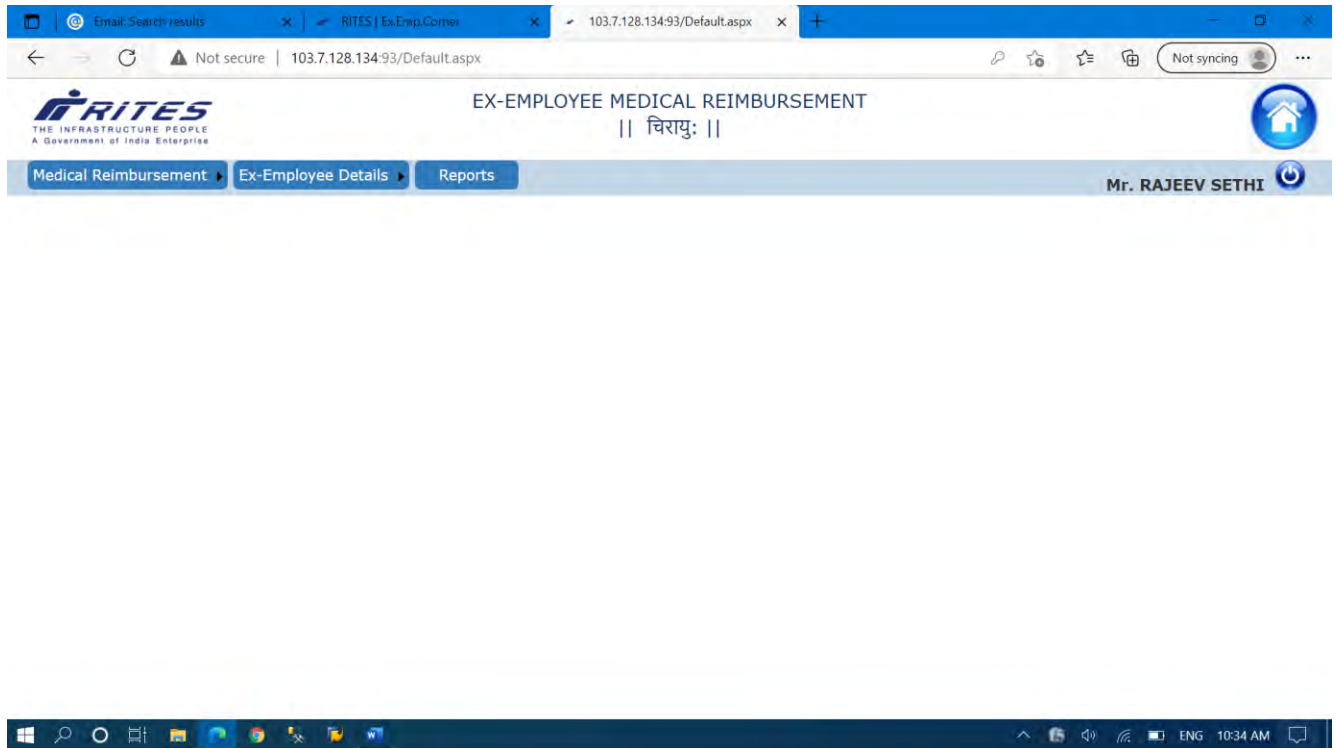 Email: Search results
RITES | Ex.Emp.Corner
103.7.128.134:93/Default.aspx
Not secure | 103.7.128.134:93/Default.aspx
Not syncing
RITES
THE INFRASTRUCTURE PEOPLE
A Government of India Enterprise
EX-EMPLOYEE MEDICAL REIMBURSEMENT
|| चिरायु: ||
Medical Reimbursement
Ex-Employee Details
Reports
Mr. RAJEEV SETHI
ENG 10:34 AM